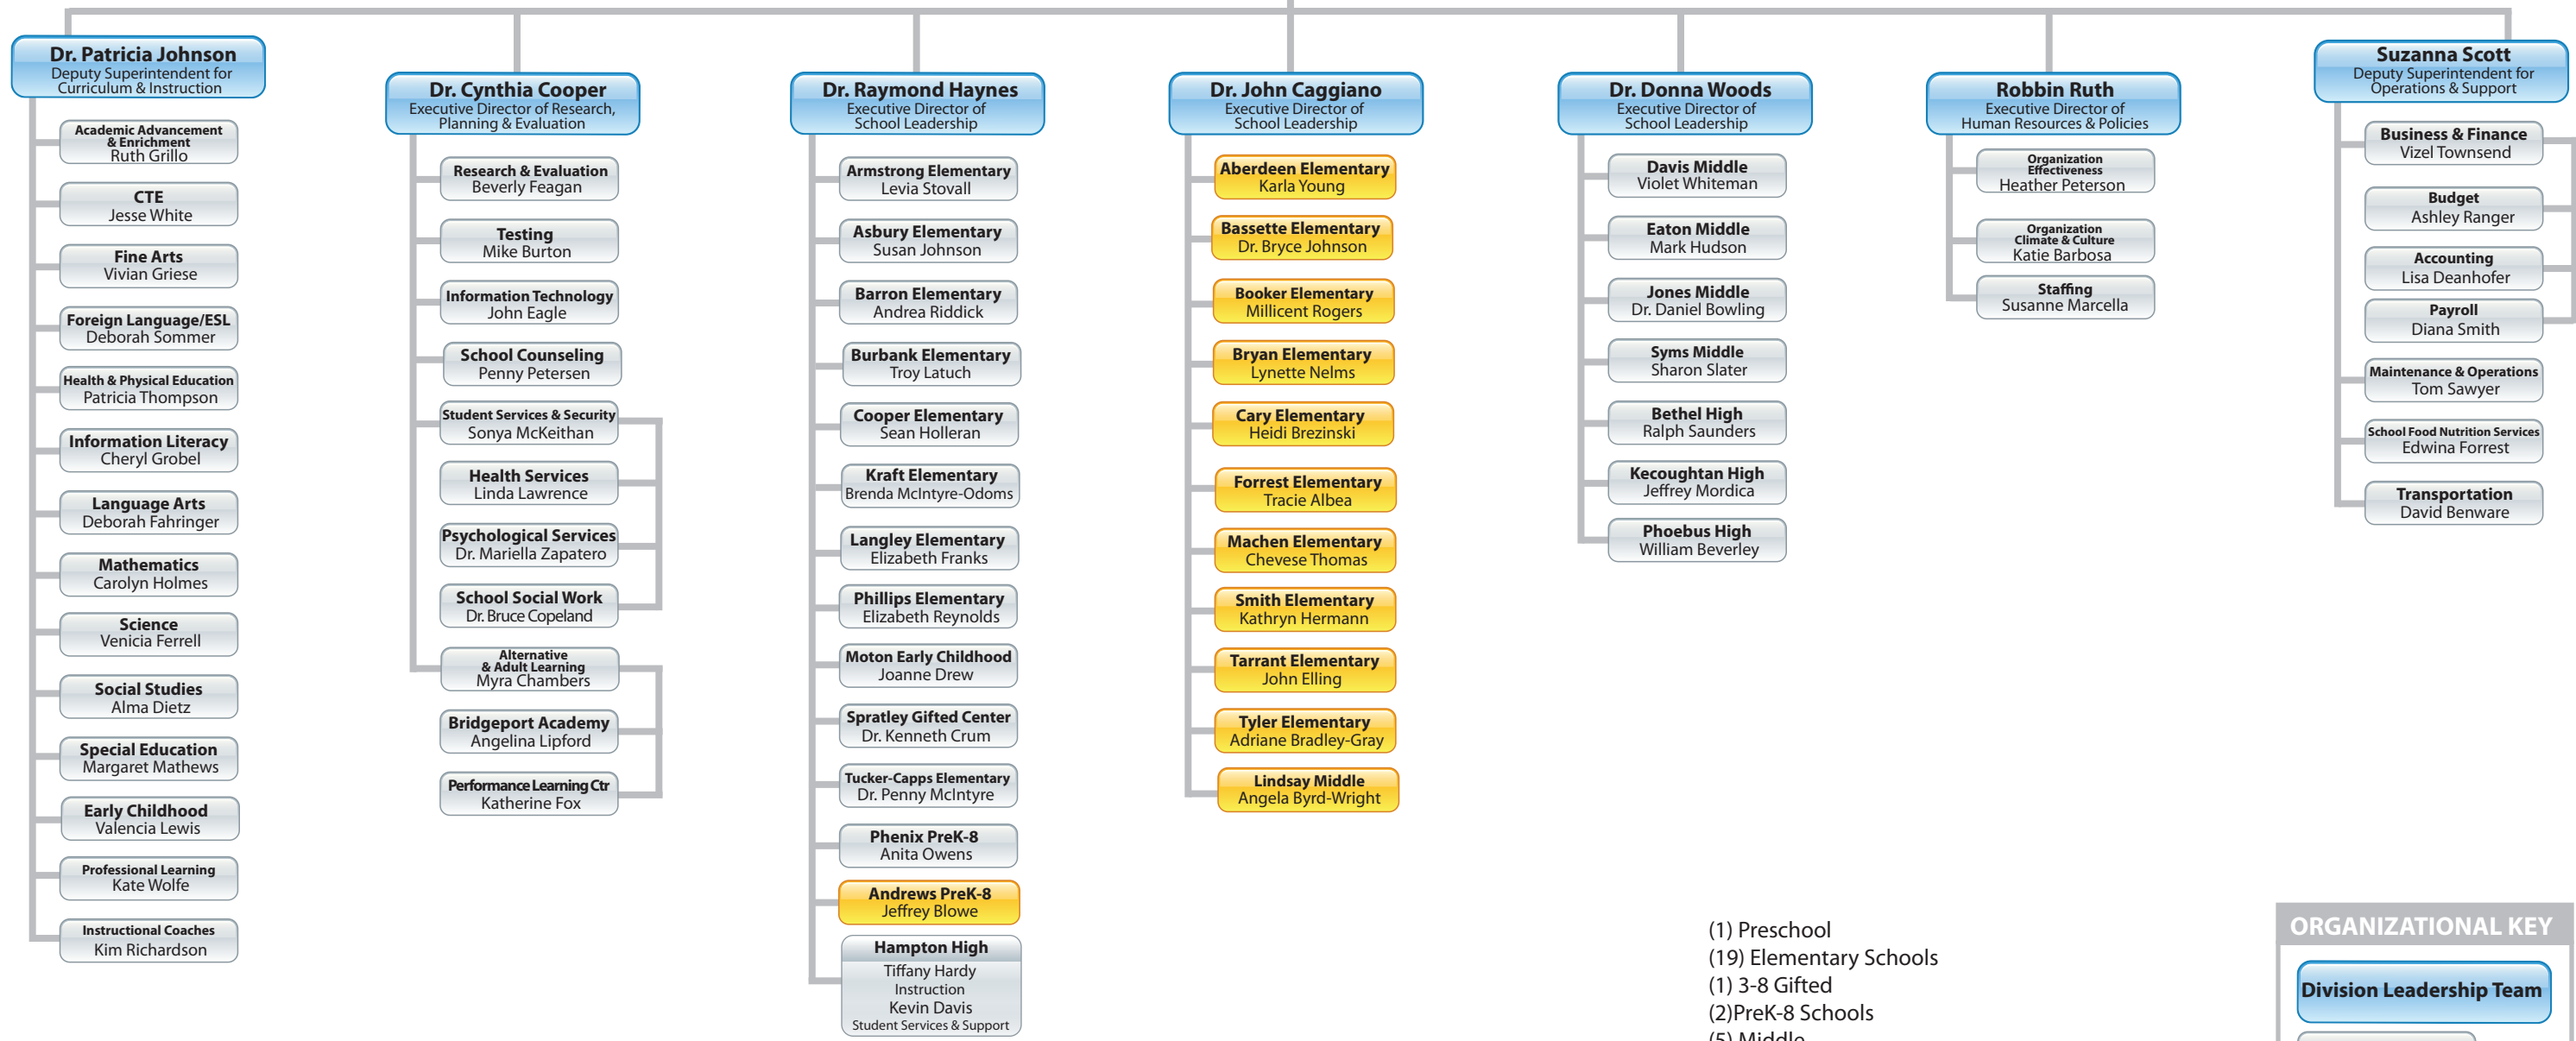 Dr. Patricia Johnson
Deputy Superintendent for
Curriculum & Instruction
Academic Advancement
& Enrichment
Ruth Grillo
CTE
Jesse White
Fine Arts
Vivian Griese
Foreign Language/ESL
Deborah Sommer
Health & Physical Education
Patricia Thompson
Information Literacy
Cheryl Grobel
Language Arts
Deborah Fahringer
Mathematics
Carolyn Holmes
Science
Venicia Ferrell
Social Studies
Alma Dietz
Special Education
Margaret Mathews
Early Childhood
Valencia Lewis
Professional Learning
Kate Wolfe
Instructional Coaches
Kim Richardson
Dr. Cynthia Cooper
Executive Director of Research,
Planning & Evaluation
Research & Evaluation
Beverly Feagan
Testing
Mike Burton
Information Technology
John Eagle
School Counseling
Penny Petersen
Student Services & Security
Sonya McKeithan
Health Services
Linda Lawrence
Psychological Services
Dr. Mariella Zapatero
School Social Work
Dr. Bruce Copeland
Alternative
& Adult Learning
Myra Chambers
Bridgeport Academy
Angelina Lipford
Performance Learning Ctr
Katherine Fox
Dr. Raymond Haynes
Executive Director of
School Leadership
Armstrong Elementary
Levia Stovall
Asbury Elementary
Susan Johnson
Barron Elementary
Andrea Riddick
Burbank Elementary
Troy Latuch
Cooper Elementary
Sean Holleran
Kraft Elementary
Brenda McIntyre-Odoms
Langley Elementary
Elizabeth Franks
Phillips Elementary
Elizabeth Reynolds
Moton Early Childhood
Joanne Drew
Spratley Gifted Center
Dr. Kenneth Crum
Tucker-Capps Elementary
Dr. Penny McIntyre
Phenix PreK-8
Anita Owens
Andrews PreK-8
Jeffrey Blowe
Hampton High
Tiffany Hardy
Instruction
Kevin Davis
Student Services & Support
Dr. John Caggiano
Executive Director of
School Leadership
Aberdeen Elementary
Karla Young
Bassette Elementary
Dr. Bryce Johnson
Booker Elementary
Millicent Rogers
Bryan Elementary
Lynette Nelms
Cary Elementary
Heidi Brezinski
Forrest Elementary
Tracie Albea
Machen Elementary
Chevese Thomas
Smith Elementary
Kathryn Hermann
Tarrant Elementary
John Elling
Tyler Elementary
Adriane Bradley-Gray
Lindsay Middle
Angela Byrd-Wright
Dr. Donna Woods
Executive Director of
School Leadership
Davis Middle
Violet Whiteman
Eaton Middle
Mark Hudson
Jones Middle
Dr. Daniel Bowling
Syms Middle
Sharon Slater
Bethel High
Ralph Saunders
Kecoughtan High
Jeffrey Mordica
Phoebus High
William Beverley
Robbin Ruth
Executive Director of
Human Resources & Policies
Organization
Effectiveness
Heather Peterson
Organization
Climate & Culture
Katie Barbosa
Staffing
Susanne Marcella
Suzanna Scott
Deputy Superintendent for
Operations & Support
Business & Finance
Vizel Townsend
Budget
Ashley Ranger
Accounting
Lisa Deanhofer
Payroll
Diana Smith
Maintenance & Operations
Tom Sawyer
School Food Nutrition Services
Edwina Forrest
Transportation
David Benware
(1) Preschool
(19) Elementary Schools
(1) 3-8 Gifted
(2)PreK-8 Schools
(5) Middle
ORGANIZATIONAL KEY
Division Leadership Team